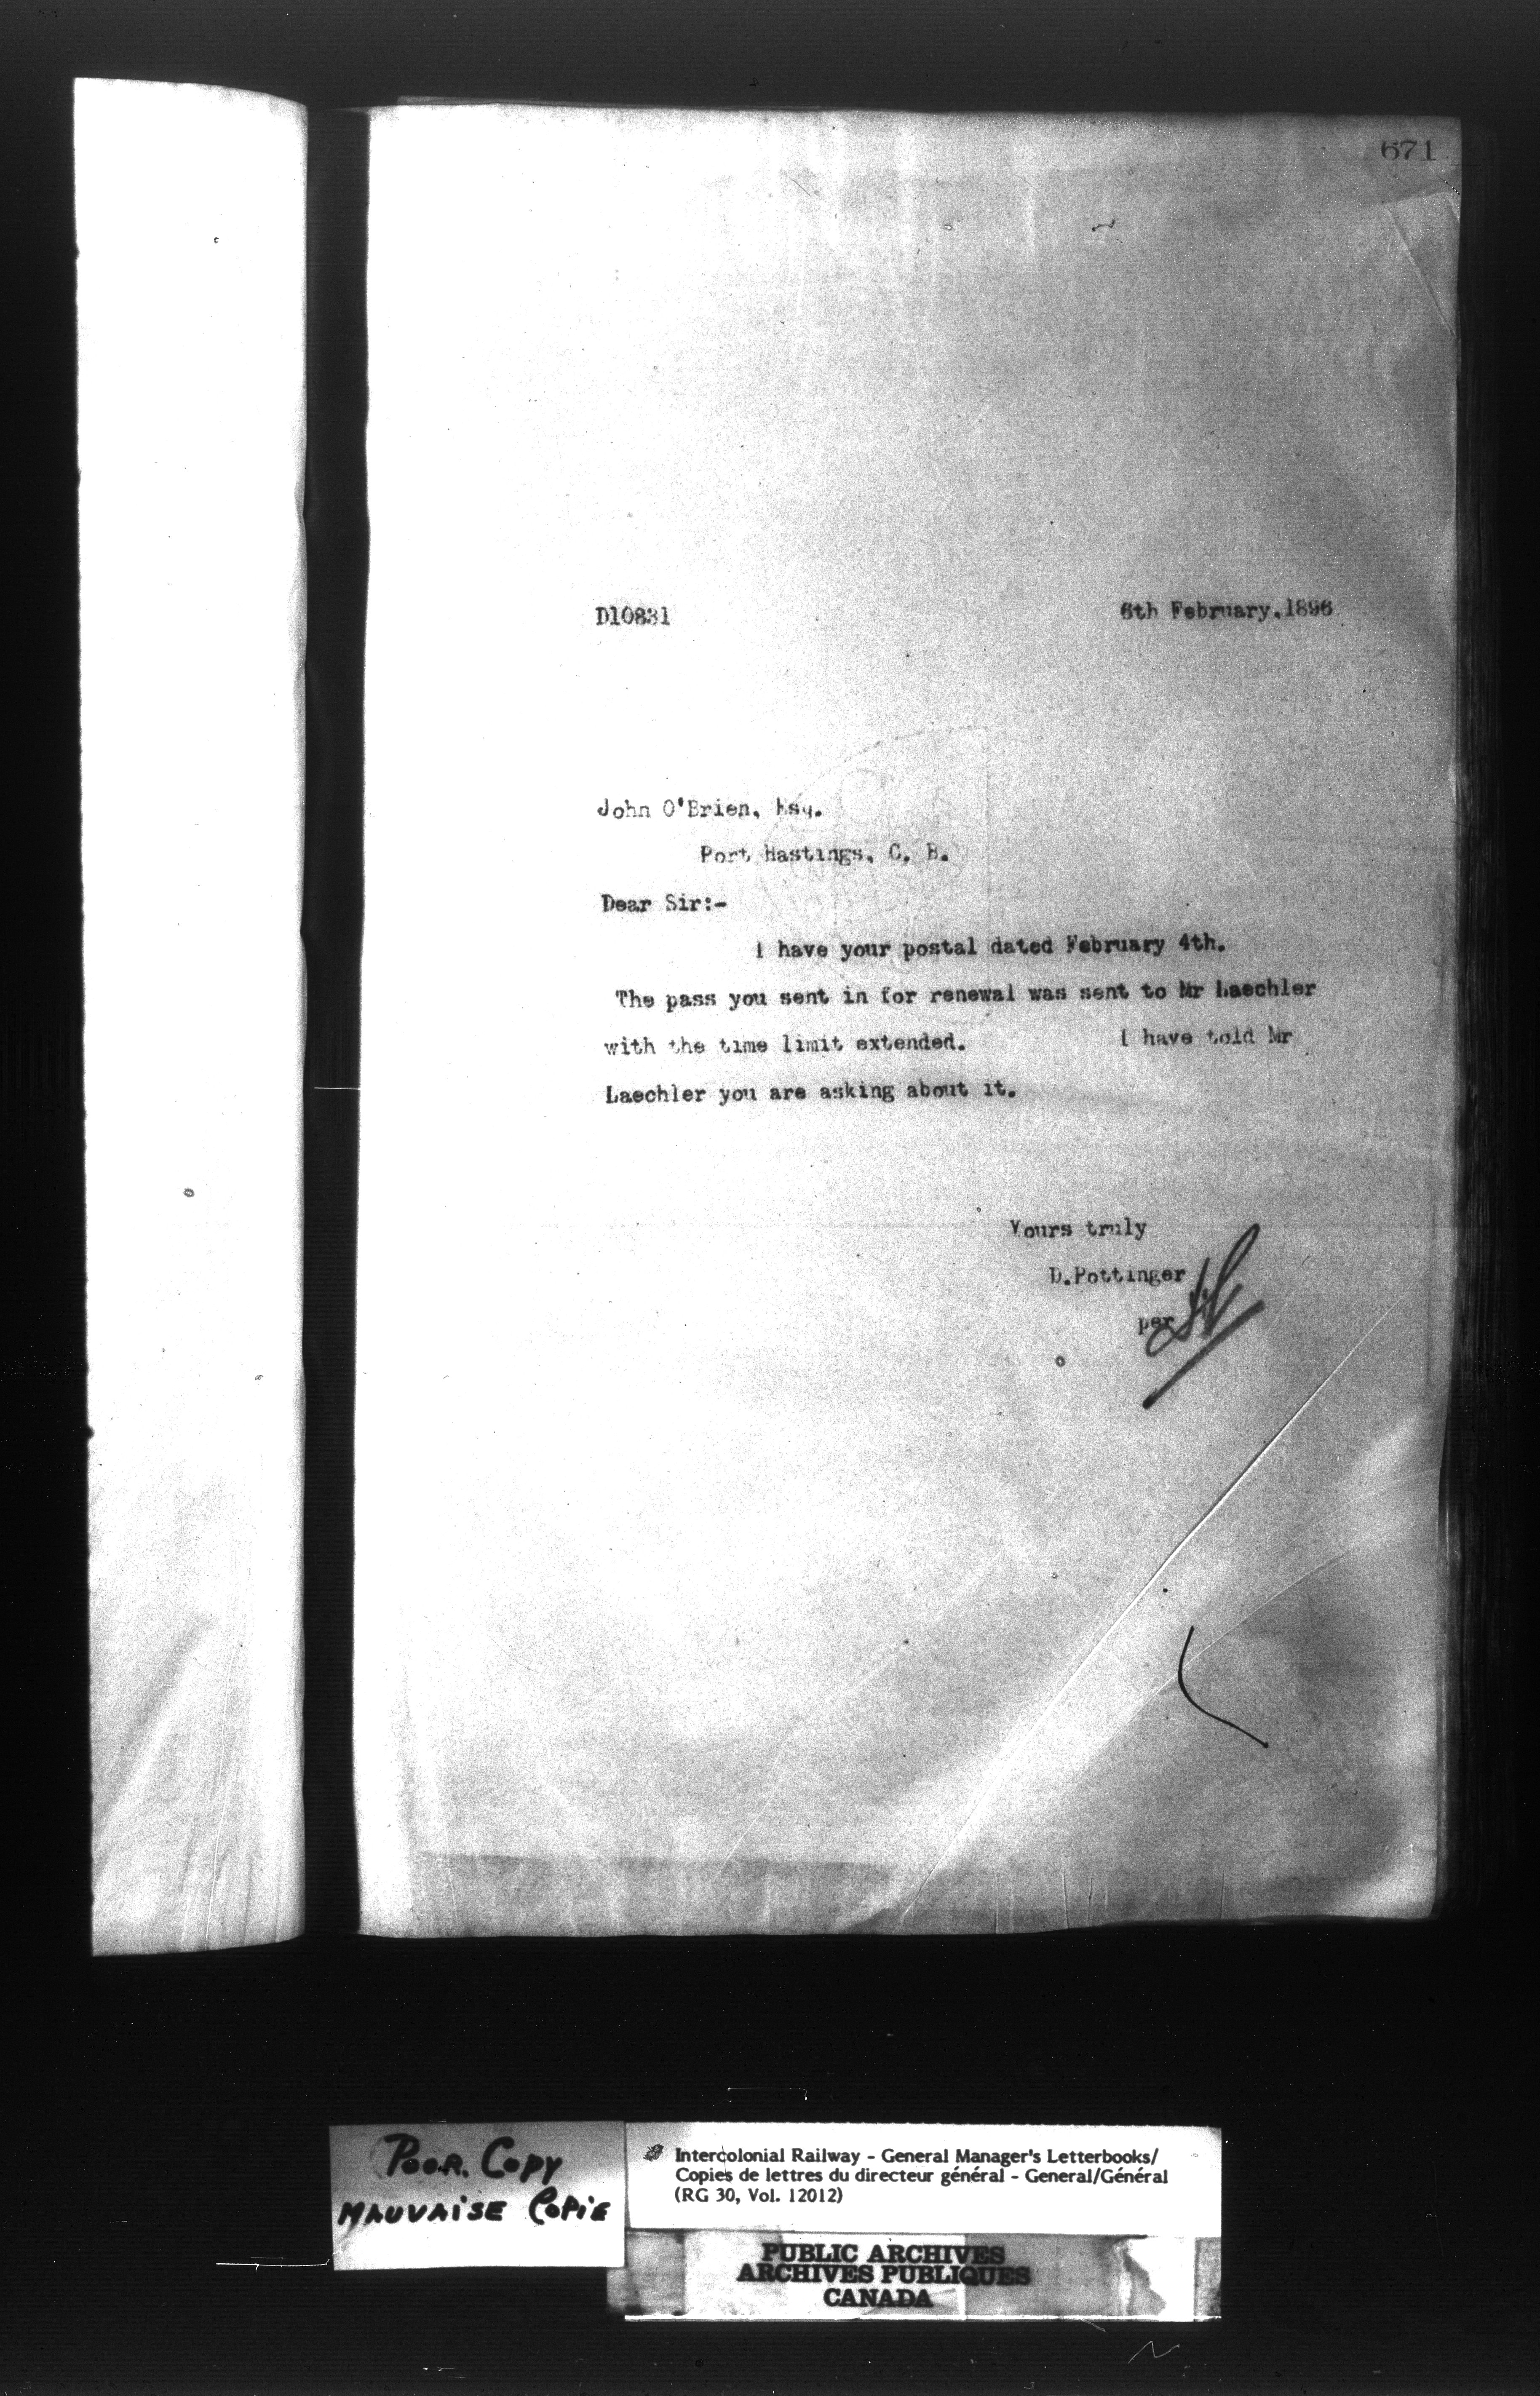 671
D10831 6th February.1896
John O'Brien, Esq.
Port Hastings, C. B.
Dear Sir:-
I have your postal dated February 4th.
The pass you sent in for renewal was sent to Mr Laechler
with the time limit extended. I have told Mr
Laechler you are asking about it.
Yours truly
D.Pottinger
per
Poor. Copy
Mauvaise Copie
Intercolonial Railway - General Manager's Letterbooks/
Copies de lettres du directeur général - General/Général
(RG 30, Vol. 12012)
PUBLIC ARCHIVES
ARCHIVES PUBLIQUES
CANADA